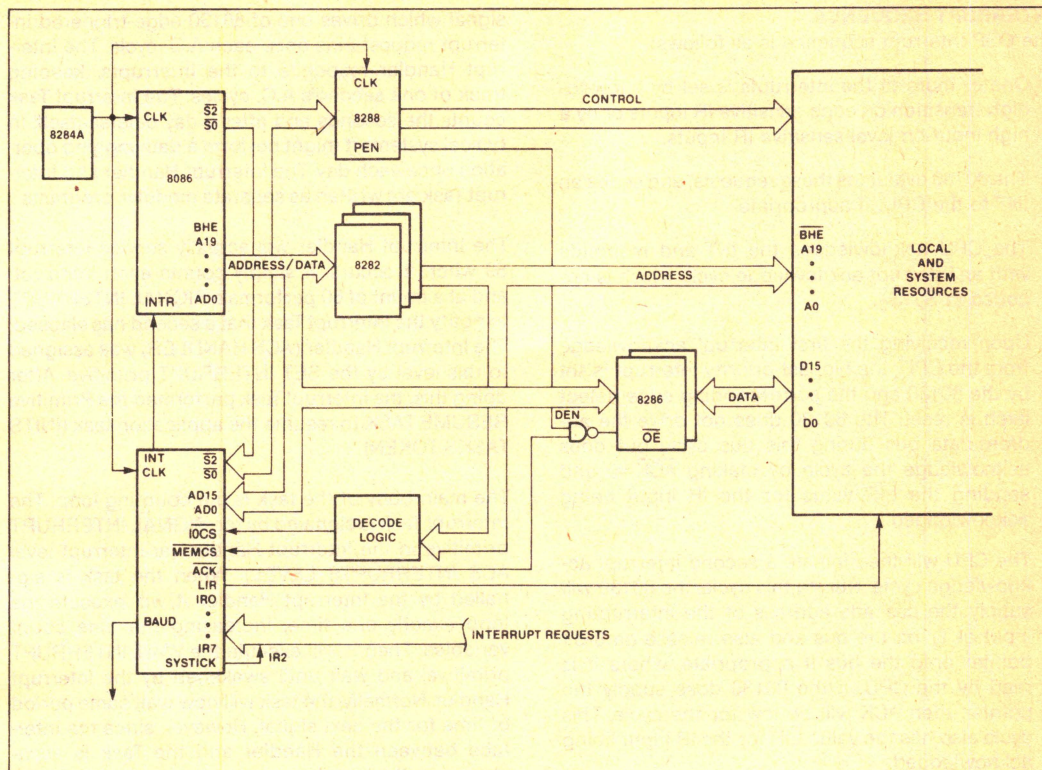 8284A
CLK
8086
S2
S0
BHE
A19
AD0
INTR
CLK
8288
PEN
CONTROL
ADDRESS/DATA
8282
ADDRESS
BHE
A19
A0
LOCAL
AND
SYSTEM
RESOURCES
D15
D0
8286
OE
DATA
DEN
INT
CLK
S2
S0
AD15
AD0
IOCS
MEMCS
ACK
LIR
IRO
IR7
SYSTICK
BAUD
DECODE
LOGIC
INTERRUPT REQUESTS
IR2